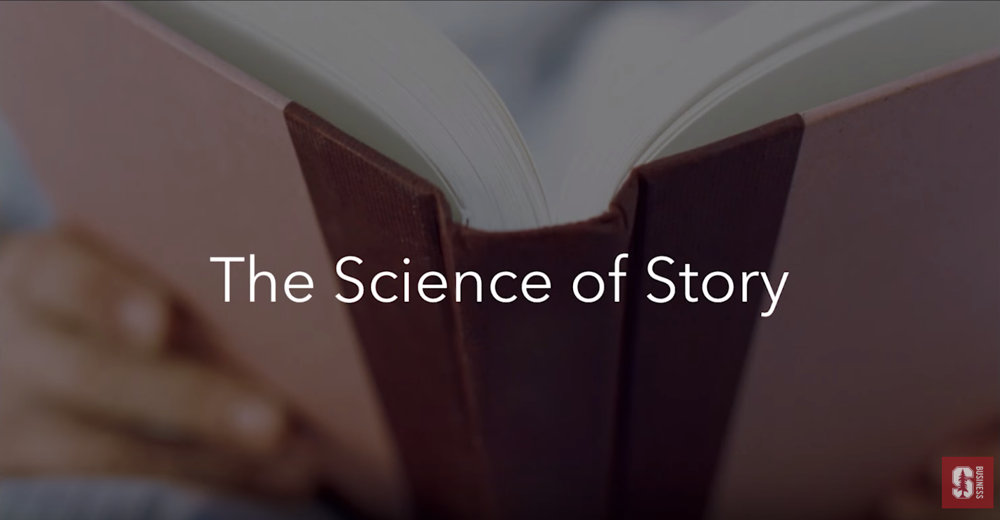 The Science of Story
S
BUSINESS